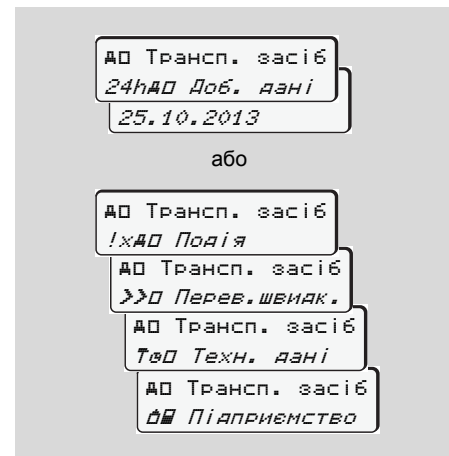 Трансп. засіб
24h Доб. дані
25.10.2013
або
Трансп. засіб
!x Подія
Трансп. засіб
>> Перев.швидк.
Трансп. засіб
Техн. дані
Трансп. засіб
Підприємство